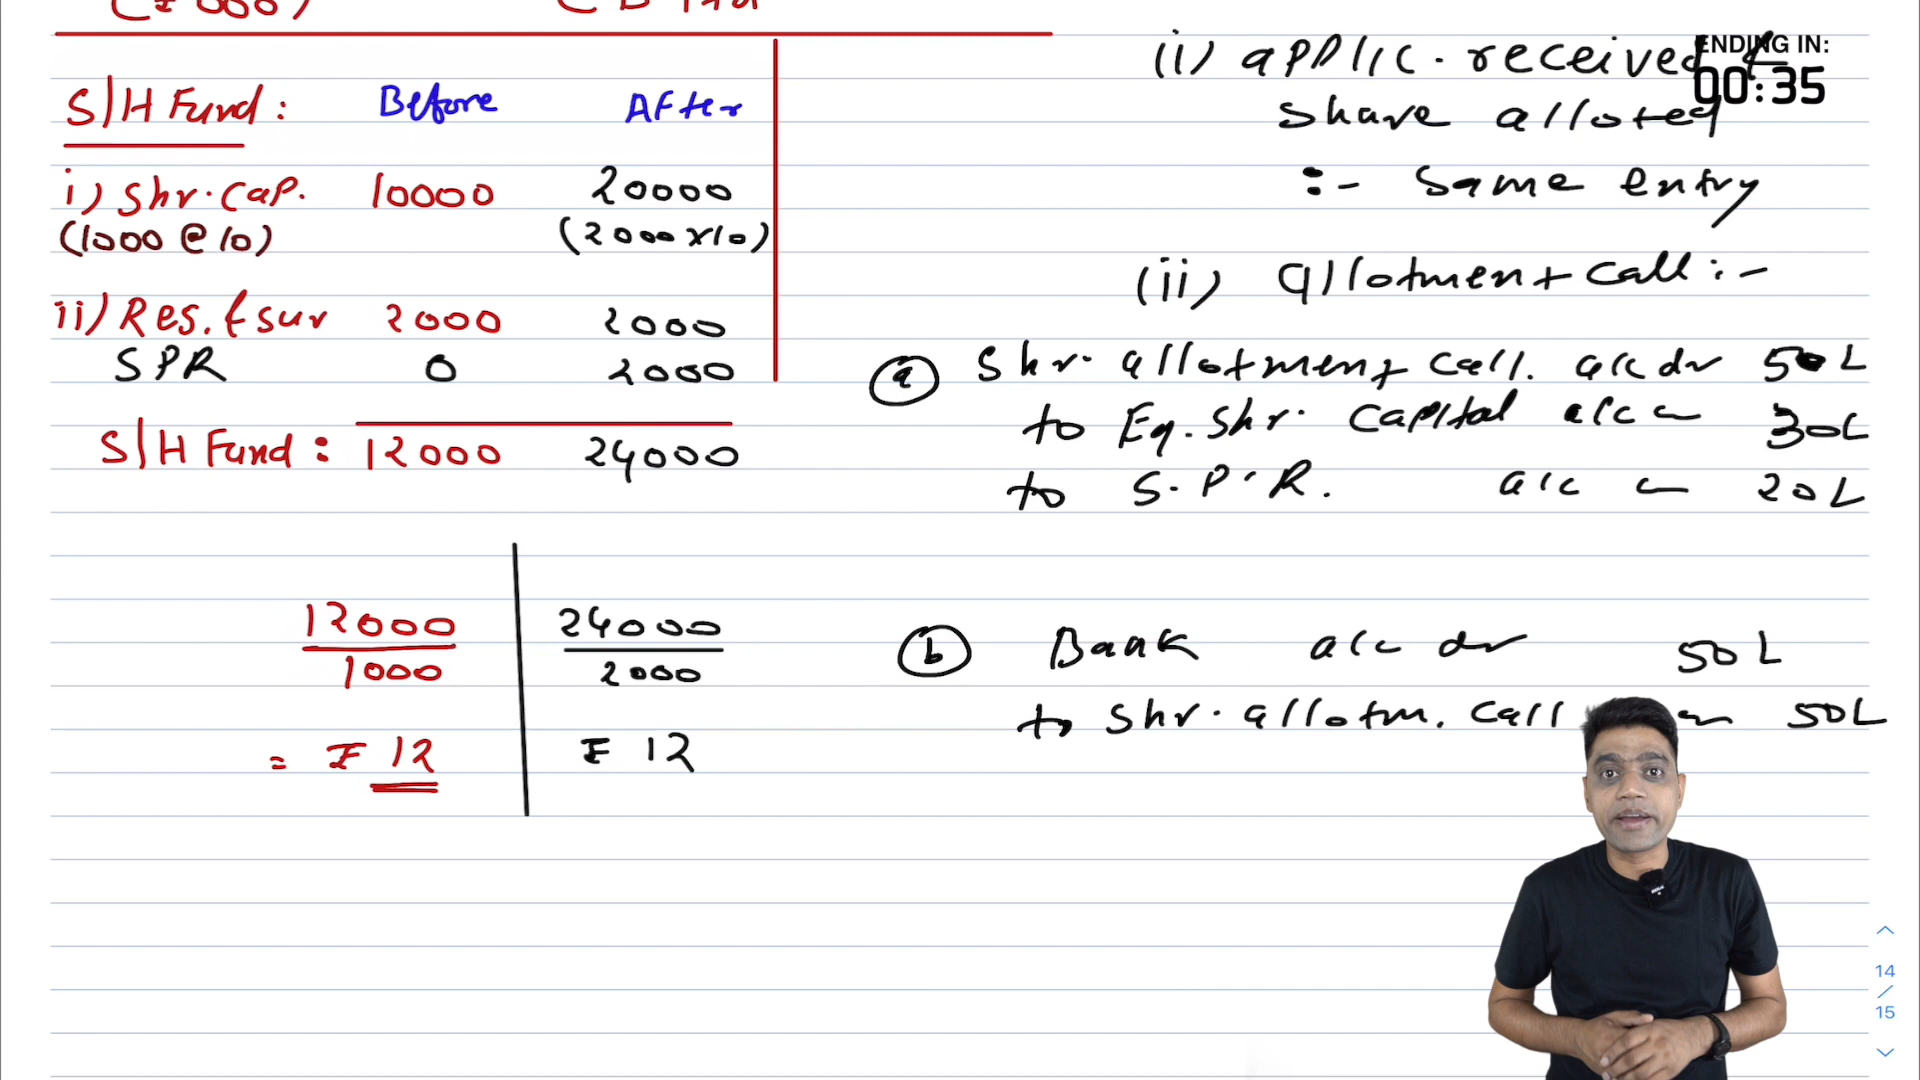 S/H Fund: Before After
i) Shr. Cap. 10000 20000
(1000 @ 10) (2000 x 10)
ii) Res. & sur 2000 2000
SPR 0 2000
S/H Fund: 12000 24000
12000 24000
1000 2000
= ₹ 12 ₹ 12
(ii) applic. received &
share alloted
:- Same entry
(ii) allotment call :-
(a) Shr. allotment call. a/c dr 50L
to Eq. Shr. Capital a/c 30L
to S.P.R. a/c 20L
(b) Bank a/c dr 50L
to Shr. allotm. Call 50L
ENDING IN:
00:35
14
/
15